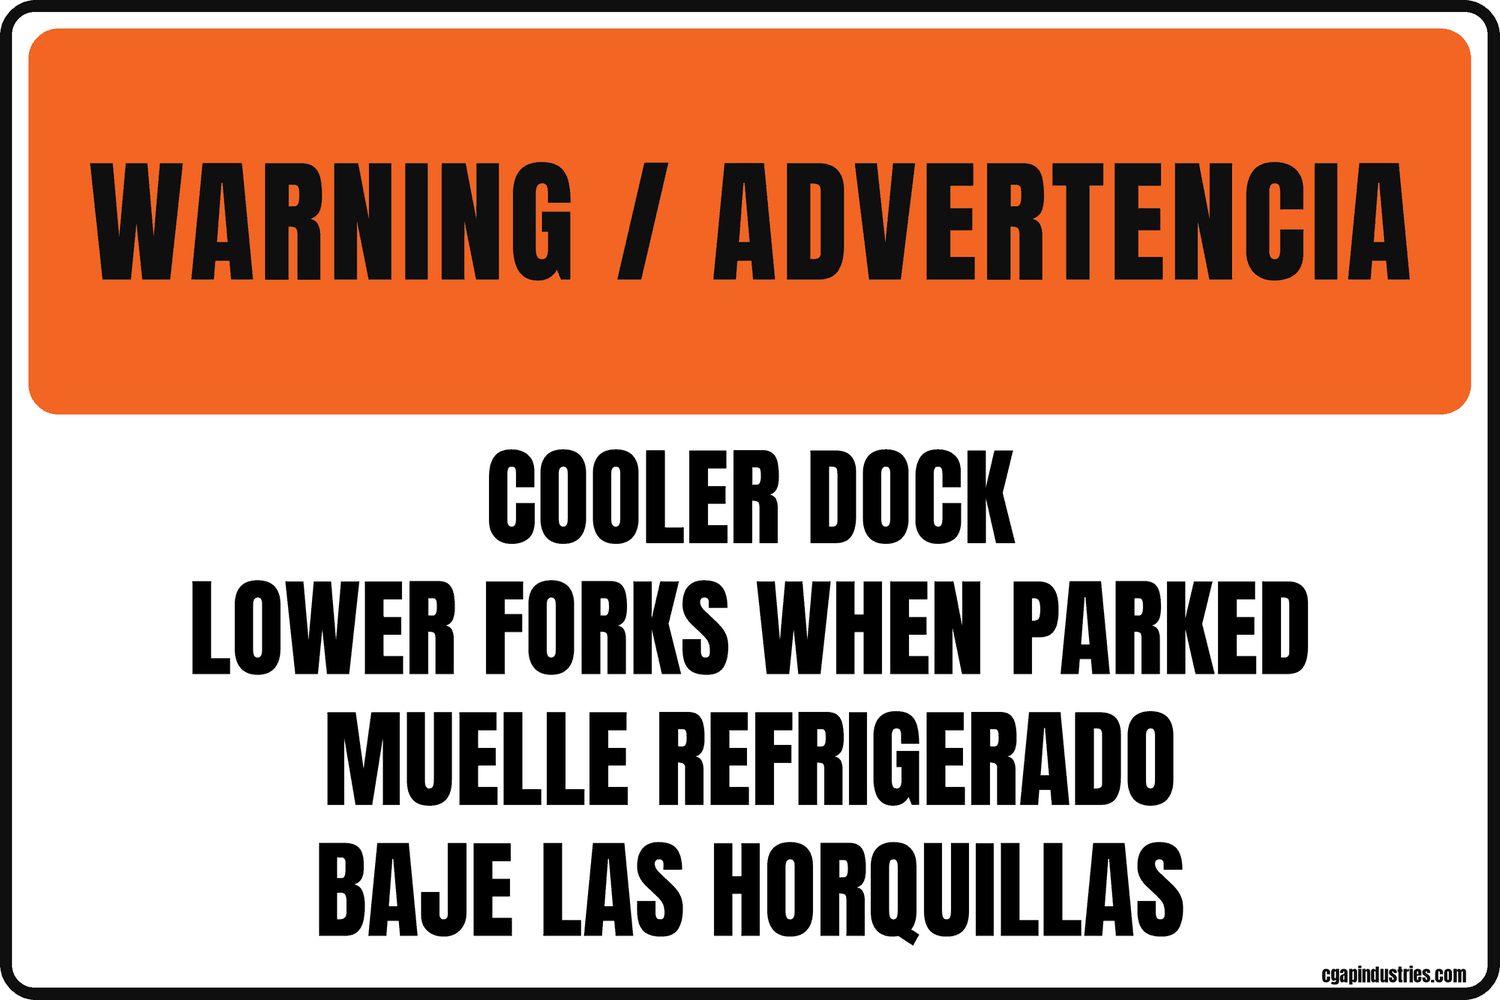 WARNING / ADVERTENCIA
COOLER DOCK
LOWER FORKS WHEN PARKED
MUELLE REFRIGERADO
BAJE LAS HORQUILLAS
cgapindustries.com